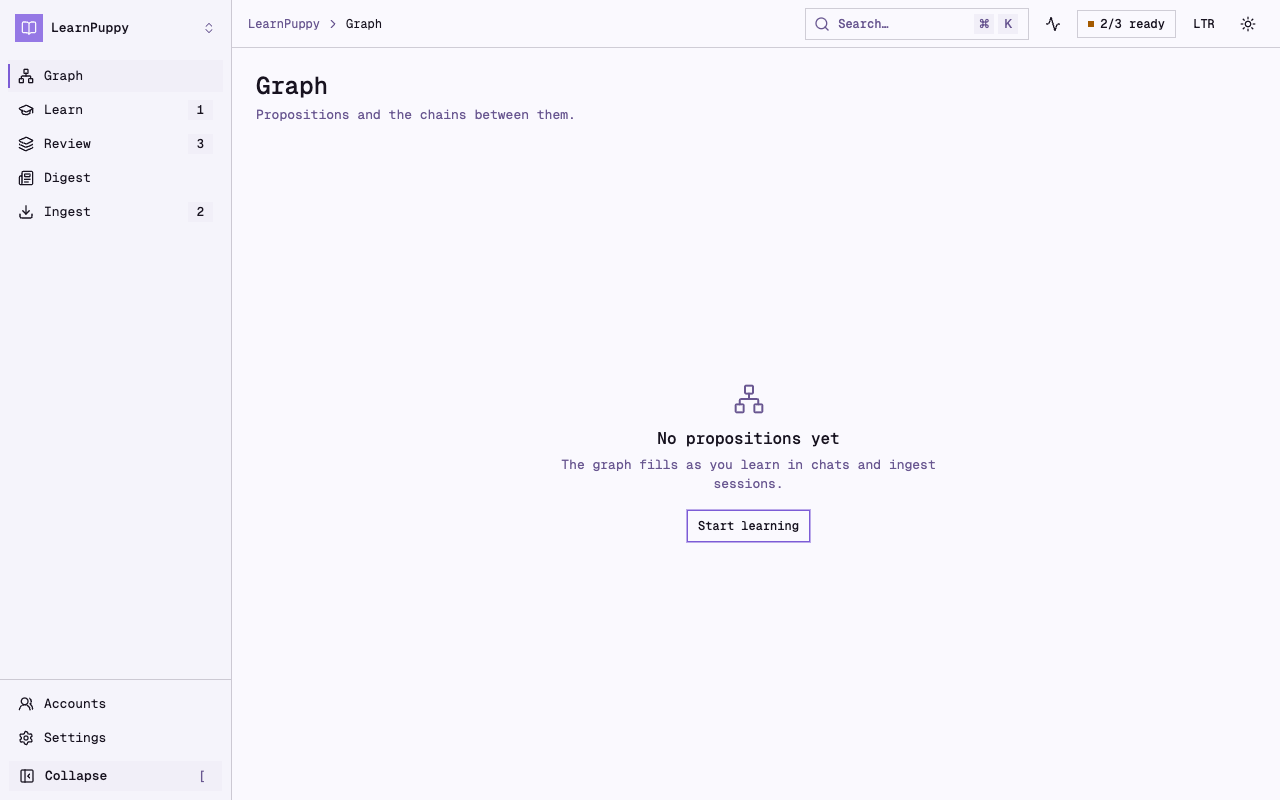 LearnPuppy
Graph
Learn 1
Review 3
Digest
Ingest 2
Accounts
Settings
Collapse [
LearnPuppy > Graph
Search… ⌘ K
2/3 ready
LTR
Graph
Propositions and the chains between them.
No propositions yet
The graph fills as you learn in chats and ingest
sessions.
Start learning